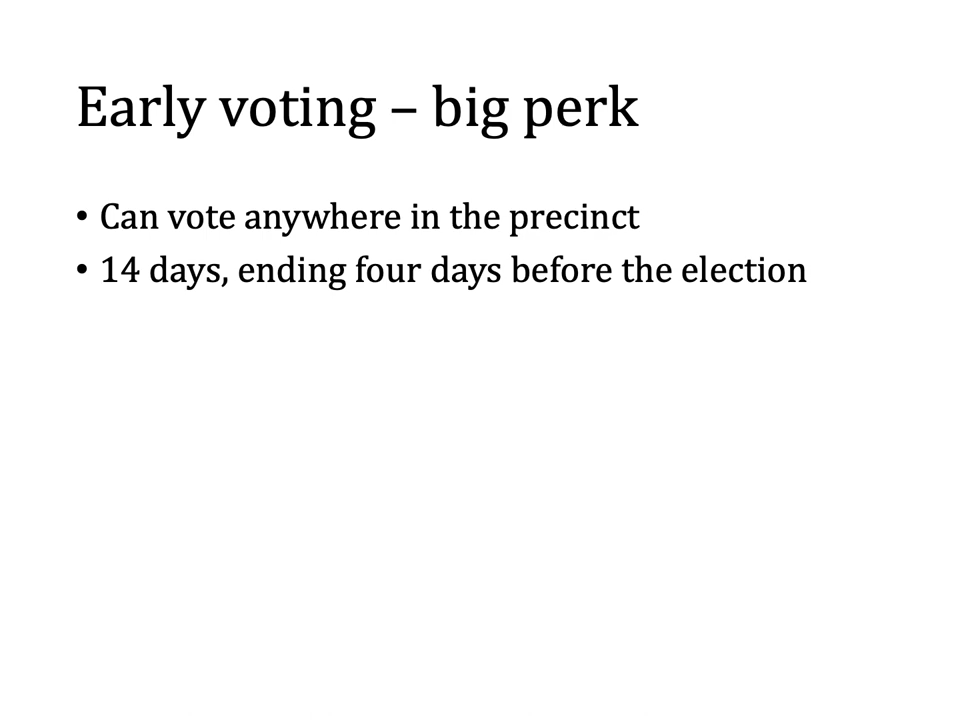 Early voting – big perk
• Can vote anywhere in the precinct
• 14 days, ending four days before the election